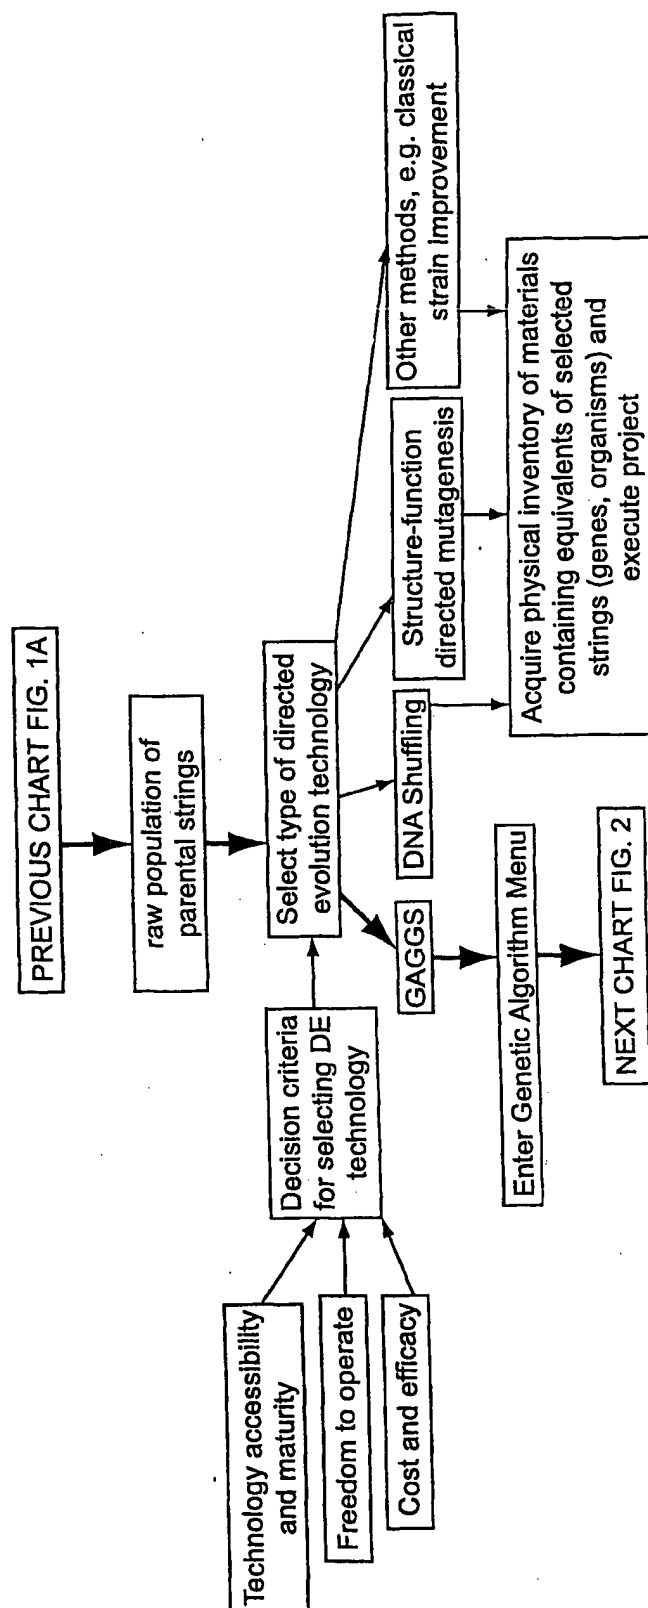 PREVIOUS CHART FIG. 1A
raw population of
parental strings
Technology accessibility
and maturity
Freedom to operate
Cost and efficacy
Decision criteria
for selecting DE
technology
Select type of directed
evolution technology
GAGGS
DNA Shuffling
Structure-function
directed mutagenesis
Other methods, e.g. classical
strain improvement
Enter Genetic Algorithm Menu
Acquire physical inventory of materials
containing equivalents of selected
strings (genes, organisms) and
execute project
NEXT CHART FIG. 2